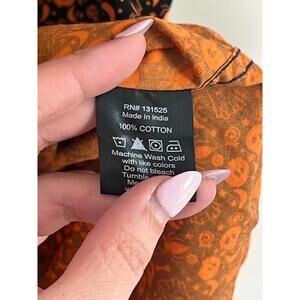 RN# 131525
Made in India
100% COTTON
Machine Wash Cold
with like colors
Do not bleach
Tumble